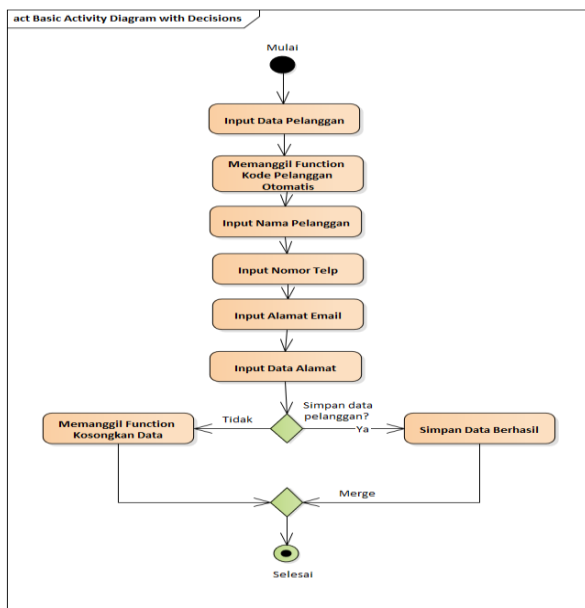 act Basic Activity Diagram with Decisions
Mulai
Input Data Pelanggan
Memanggil Function
Kode Pelanggan
Otomatis
Input Nama Pelanggan
Input Nomor Telp
Input Alamat Email
Input Data Alamat
Simpan data
pelanggan?
Tidak
Ya
Memanggil Function
Kosongkan Data
Simpan Data Berhasil
Merge
Selesai